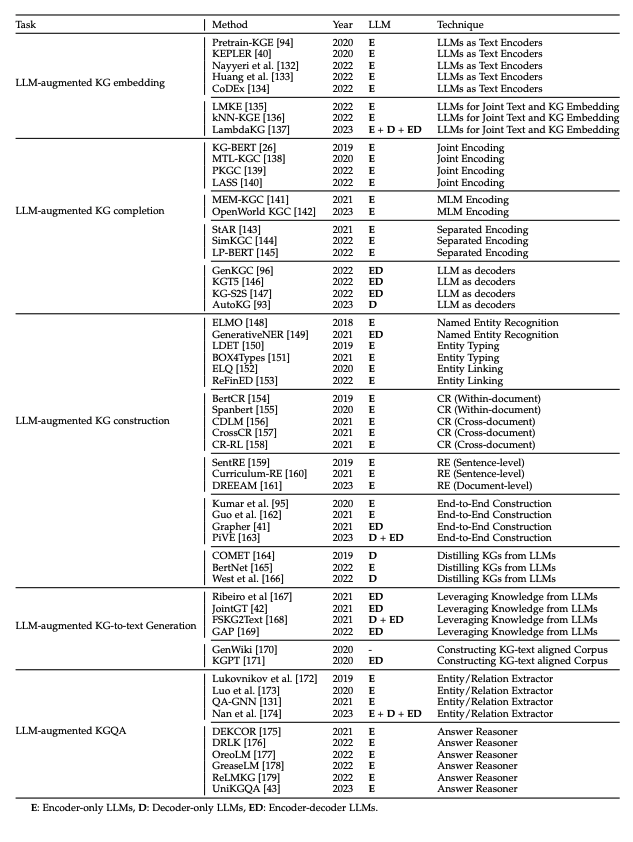 Task Method Year LLM Technique
Pretrain-KGE [94] 2020 E LLMs as Text Encoders
KEPLER [40] 2020 E LLMs as Text Encoders
Nayyeri et al. [132] 2022 E LLMs as Text Encoders
Huang et al. [133] 2022 E LLMs as Text Encoders
LLM-augmented KG embedding
CoDEx [134] 2022 E LLMs as Text Encoders
LMKE [135] 2022 E LLMs for Joint Text and KG Embedding
kNN-KGE [136] 2022 E LLMs for Joint Text and KG Embedding
LambdaKG [137] 2023 E + D + ED LLMs for Joint Text and KG Embedding
KG-BERT [26] 2019 E Joint Encoding
MTL-KGC [138] 2020 E Joint Encoding
PKGC [139] 2022 E Joint Encoding
LASS [140] 2022 E Joint Encoding
MEM-KGC [141] 2021 E MLM Encoding
LLM-augmented KG completion OpenWorld KGC [142] 2023 E MLM Encoding
StAR [143] 2021 E Separated Encoding
SimKGC [144] 2022 E Separated Encoding
LP-BERT [145] 2022 E Separated Encoding
GenKGC [96] 2022 ED LLM as decoders
KGT5 [146] 2022 ED LLM as decoders
KG-S2S [147] 2022 ED LLM as decoders
AutoKG [93] 2023 D LLM as decoders
ELMO [148] 2018 E Named Entity Recognition
GenerativeNER [149] 2021 ED Named Entity Recognition
LDET [150] 2019 E Entity Typing
BOX4Types [151] 2021 E Entity Typing
ELQ [152] 2020 E Entity Linking
ReFinED [153] 2022 E Entity Linking
BertCR [154] 2019 E CR (Within-document)
Spanbert [155] 2020 E CR (Within-document)
LLM-augmented KG construction CDLM [156] 2021 E CR (Cross-document)
CrossCR [157] 2021 E CR (Cross-document)
CR-RL [158] 2021 E CR (Cross-document)
SentRE [159] 2019 E RE (Sentence-level)
Curriculum-RE [160] 2021 E RE (Sentence-level)
DREEAM [161] 2023 E RE (Document-level)
Kumar et al. [95] 2020 E End-to-End Construction
Guo et al. [162] 2021 E End-to-End Construction
Grapher [41] 2021 ED End-to-End Construction
PiVE [163] 2023 D + ED End-to-End Construction
COMET [164] 2019 D Distilling KGs from LLMs
BertNet [165] 2022 E Distilling KGs from LLMs
West et al. [166] 2022 D Distilling KGs from LLMs
Ribeiro et al [167] 2021 ED Leveraging Knowledge from LLMs
JointGT [42] 2021 ED Leveraging Knowledge from LLMs
FSKG2Text [168] 2021 D + ED Leveraging Knowledge from LLMs
LLM-augmented KG-to-text Generation
GAP [169] 2022 ED Leveraging Knowledge from LLMs
GenWiki [170] 2020 - Constructing KG-text aligned Corpus
KGPT [171] 2020 ED Constructing KG-text aligned Corpus
Lukovnikov et al. [172] 2019 E Entity/Relation Extractor
Luo et al. [173] 2020 E Entity/Relation Extractor
QA-GNN [131] 2021 E Entity/Relation Extractor
Nan et al. [174] 2023 E + D + ED Entity/Relation Extractor
LLM-augmented KGQA DEKCOR [175] 2021 E Answer Reasoner
DRLK [176] 2022 E Answer Reasoner
OreoLM [177] 2022 E Answer Reasoner
GreaseLM [178] 2022 E Answer Reasoner
ReLMKG [179] 2022 E Answer Reasoner
UniKGQA [43] 2023 E Answer Reasoner
E: Encoder-only LLMs, D: Decoder-only LLMs, ED: Encoder-decoder LLMs.